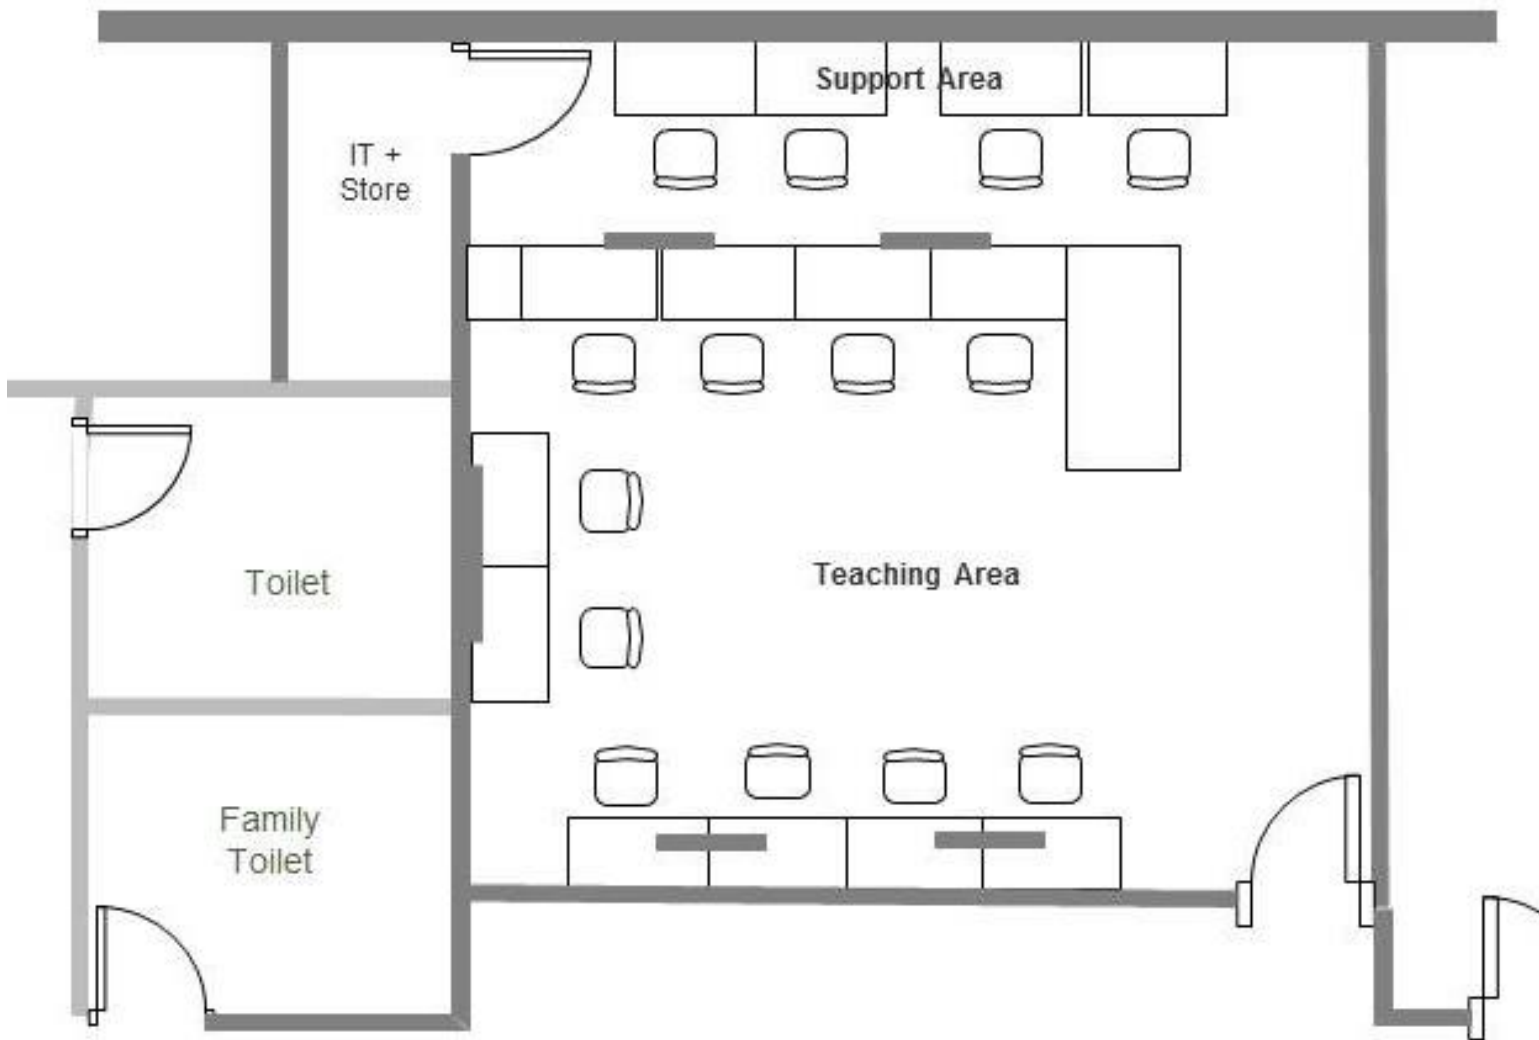 Support Area
IT +
Store
Teaching Area
Toilet
Family
Toilet